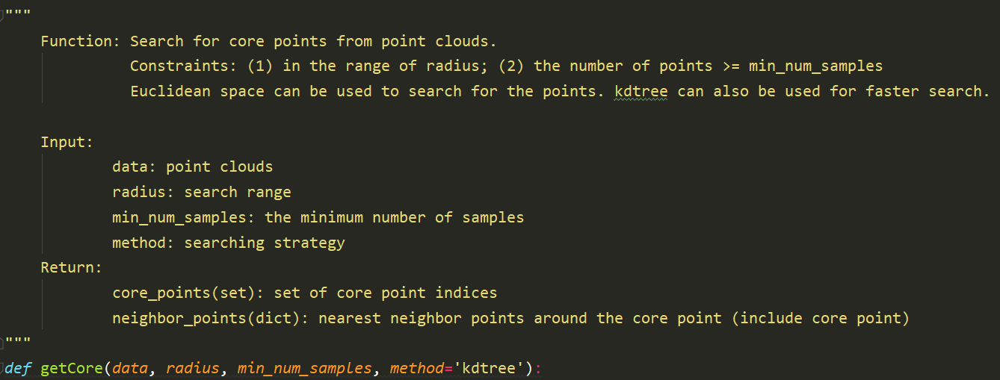 """
Function: Search for core points from point clouds.
Constraints: (1) in the range of radius; (2) the number of points >= min_num_samples
Euclidean space can be used to search for the points. kdtree can also be used for faster search.
Input:
data: point clouds
radius: search range
min_num_samples: the minimum number of samples
method: searching strategy
Return:
core_points(set): set of core point indices
neighbor_points(dict): nearest neighbor points around the core point (include core point)
"""
def getCore(data, radius, min_num_samples, method='kdtree'):